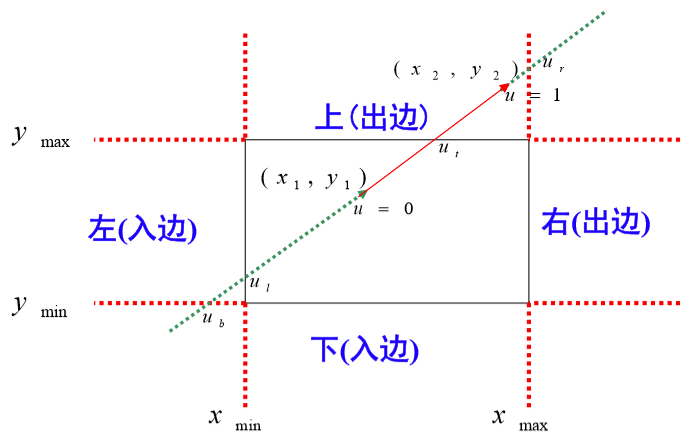 ( x 2 , y 2 )
u r
u = 1
上(出边)
y max
u t
( x 1 , y 1 )
u = 0
左(入边)
右(出边)
u l
y min
u b
下(入边)
x min
x max